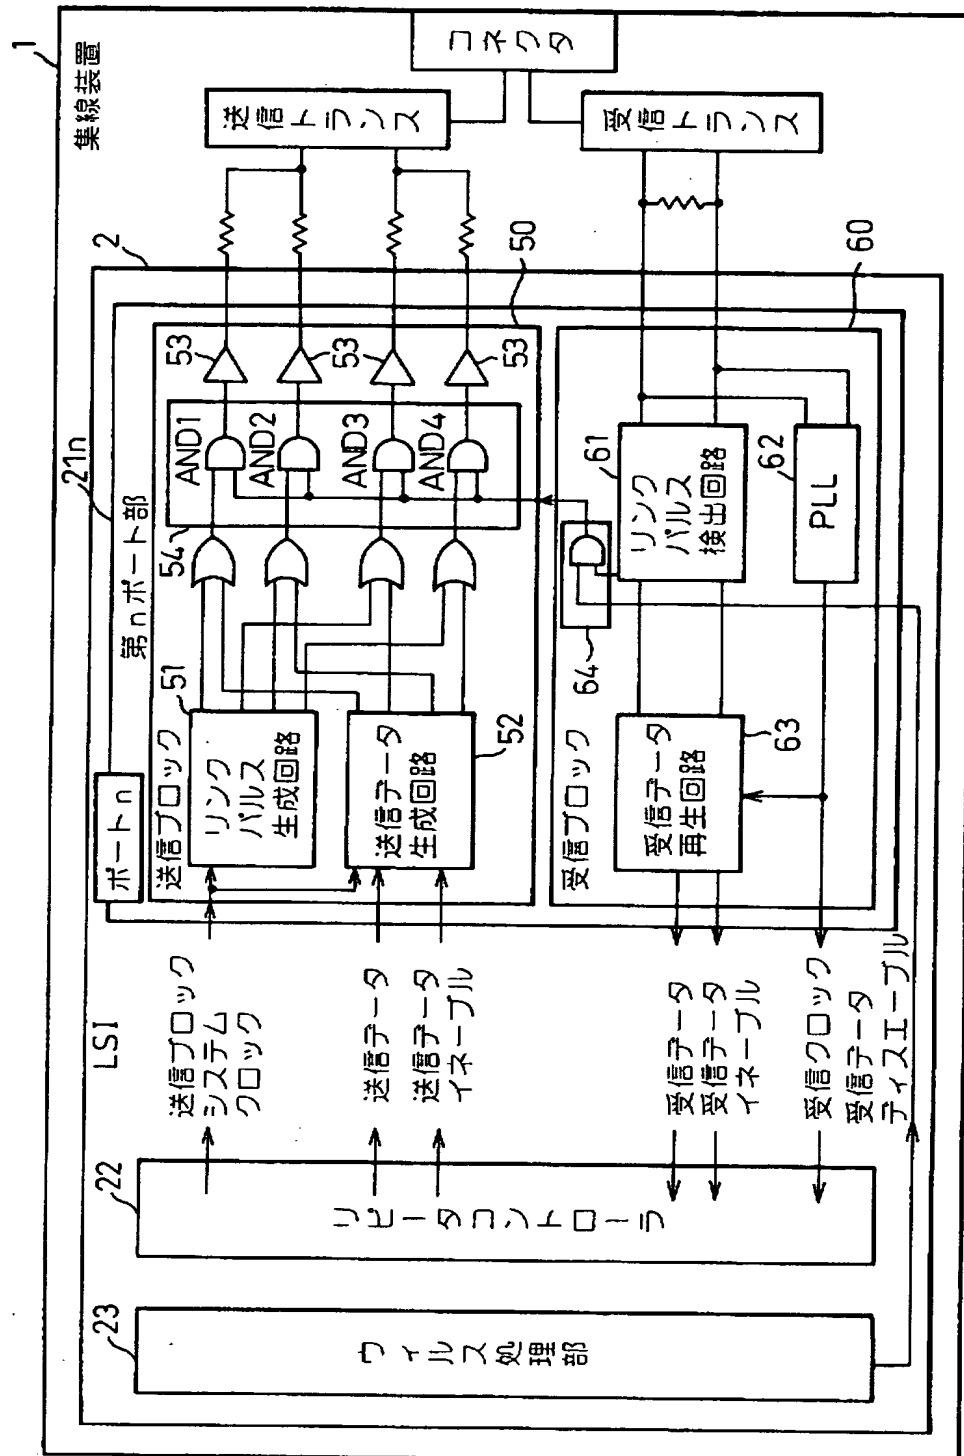 1
集線装置
コネクタ
送信トランス
受信トランス
2
50
60
21n
第nポート部
ポートn
送信ブロック
51
リンク
パルス
生成回路
送信データ
生成回路
52
54
AND1
AND2
AND3
AND4
53
53
53
53
受信ブロック
61
リンク
パルス
検出回路
62
PLL
64
63
受信データ
再生回路
LSI
送信ブロック
システム
クロック
送信データ
送信データ
イネーブル
受信データ
受信データ
イネーブル
受信クロック
受信データ
ディスエーブル
22
リピータコントローラ
23
ウィルス処理部